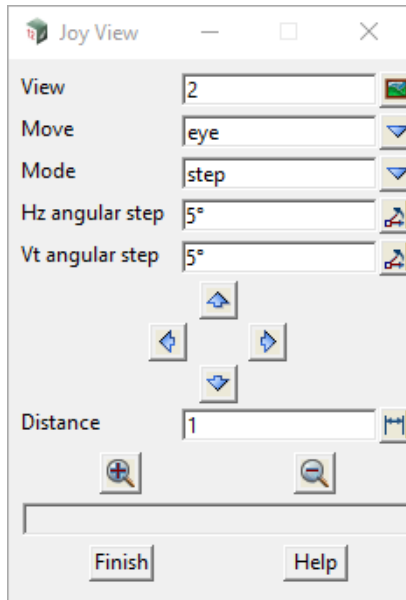 Joy View
View 2
Move eye
Mode step
Hz angular step 5°
Vt angular step 5°
Distance 1
Finish Help